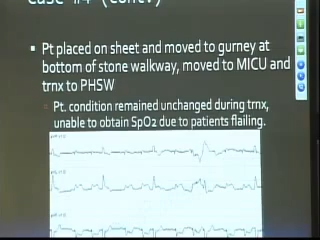 Case #4 (cont.)
Pt placed on sheet and moved to gurney at
bottom of stone walkway, moved to MICU and
trnx to PHSW
Pt. condition remained unchanged during trnx,
unable to obtain SpO2 due to patients flailing.